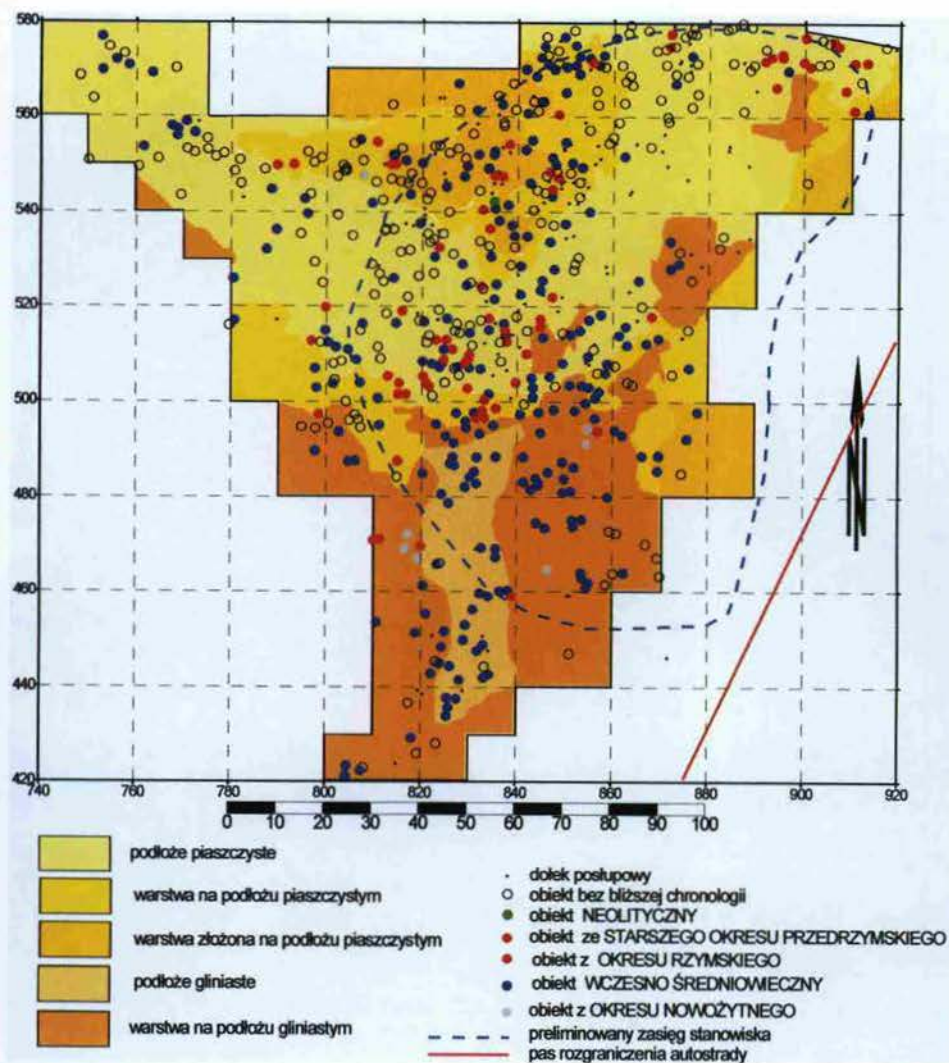 580
560
540
520
500
480
460
440
420
740 760 780 800 820 840 860 880 900 920
0 10 20 30 40 50 60 70 80 90 100
N
podłoże piaszczyste
warstwa na podłożu piaszczystym
warstwa złożona na podłożu piaszczystym
podłoże gliniaste
warstwa na podłożu gliniastym
dołek posłupowy
obiekt bez bliższej chronologii
obiekt NEOLITYCZNY
obiekt ze STARSZEGO OKRESU PRZEDRZYMSKIEGO
obiekt z OKRESU RZYMSKIEGO
obiekt WCZESNO ŚREDNIOWIECZNY
obiekt z OKRESU NOWOŻYTNEGO
preliminowany zasięg stanowiska
pas rozgraniczenia autostrady